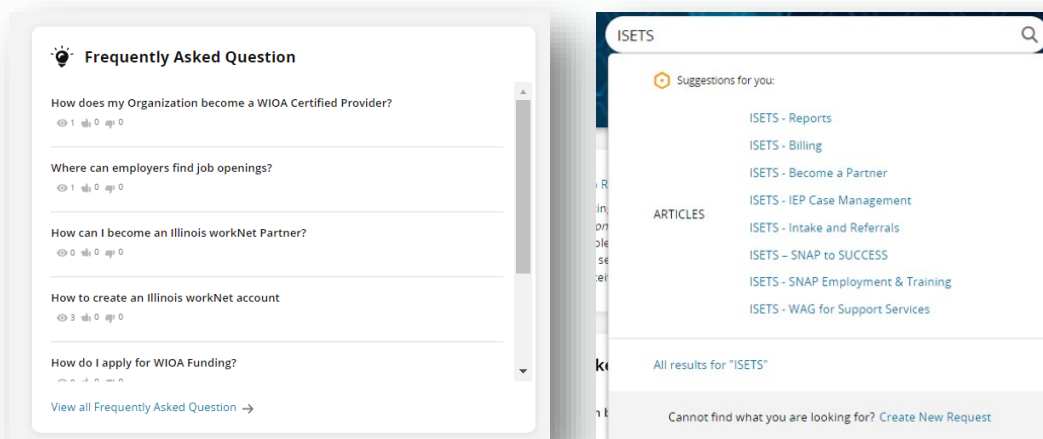 Frequently Asked Question
How does my Organization become a WIOA Certified Provider?
1 0 0
Where can employers find job openings?
1 0 0
How can I become an Illinois workNet Partner?
0 0 0
How to create an Illinois workNet account
3 0 0
How do I apply for WIOA Funding?
View all Frequently Asked Question →
ISETS
Suggestions for you:
ARTICLES
ISETS - Reports
ISETS - Billing
ISETS - Become a Partner
ISETS - IEP Case Management
ISETS - Intake and Referrals
ISETS – SNAP to SUCCESS
ISETS - SNAP Employment & Training
ISETS - WAG for Support Services
All results for "ISETS"
Cannot find what you are looking for? Create New Request